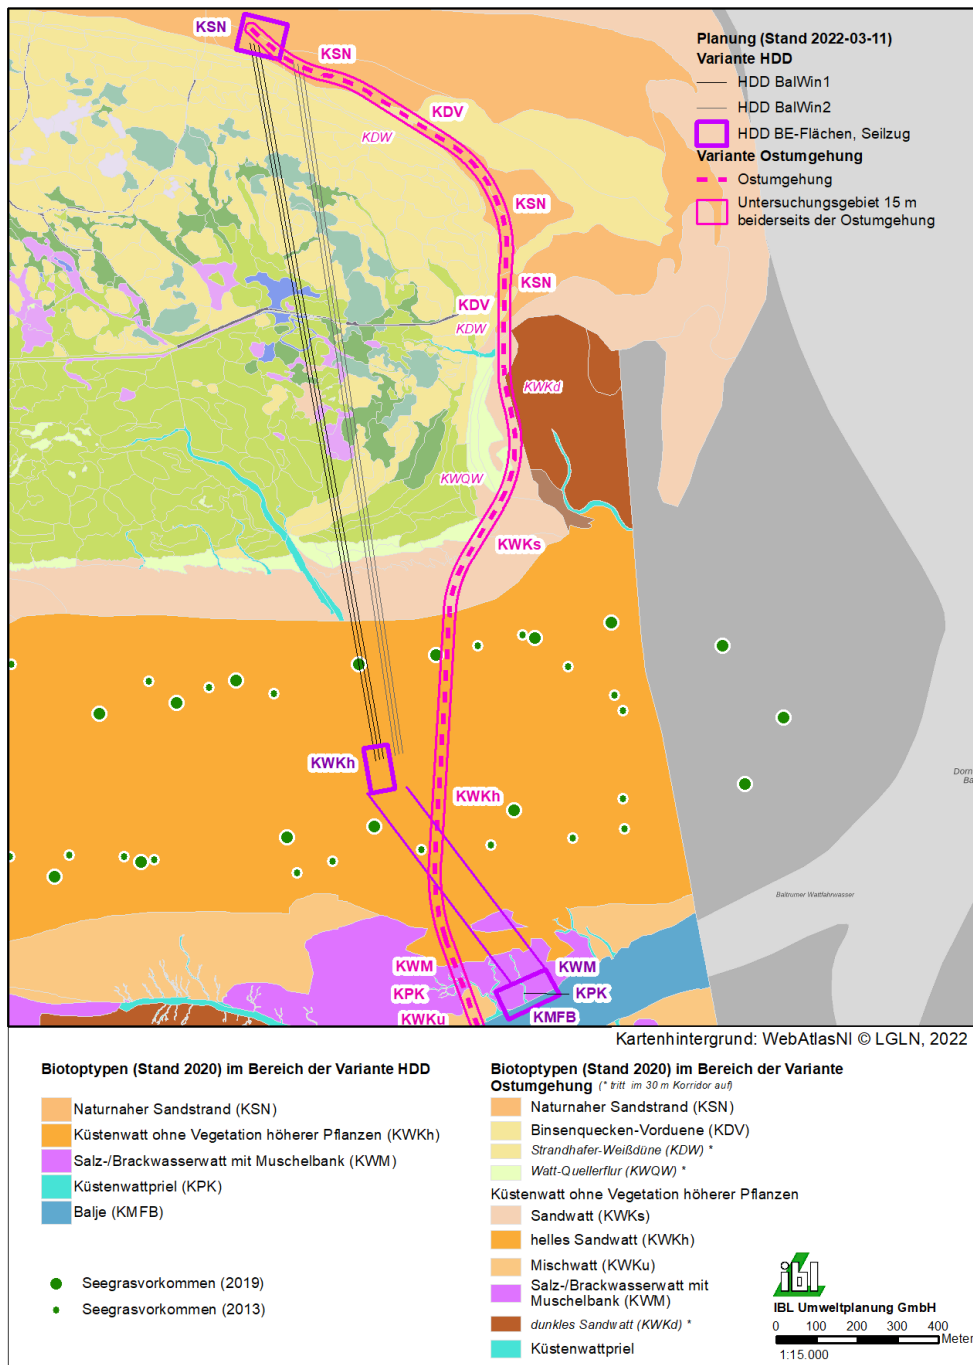 KSN
KSN
Planung (Stand 2022-03-11)
Variante HDD
HDD BalWin1
HDD BalWin2
HDD BE-Flächen, Seilzug
Variante Ostumgehung
Ostumgehung
Untersuchungsgebiet 15 m
beiderseits der Ostumgehung
KDV
KDW
KSN
KSN
KDV
KDW
KWKd
KWQW
KWKs
KWKh
KWKh
Baltrumer Wattfahrwasser
KWM
KWM
KPK
KPK
KWKu
KMFB
Kartenhintergrund: WebAtlasNI © LGLN, 2022
Biotoptypen (Stand 2020) im Bereich der Variante HDD
Naturnaher Sandstrand (KSN)
Küstenwatt ohne Vegetation höherer Pflanzen (KWKh)
Salz-/Brackwasserwatt mit Muschelbank (KWM)
Küstenwattpriel (KPK)
Balje (KMFB)
Seegrasvorkommen (2019)
Seegrasvorkommen (2013)
Biotoptypen (Stand 2020) im Bereich der Variante
Ostumgehung (* tritt im 30 m Korridor auf)
Naturnaher Sandstrand (KSN)
Binsenquecken-Vorduene (KDV)
Strandhafer-Weißdüne (KDW) *
Watt-Quellerflur (KWQW) *
Küstenwatt ohne Vegetation höherer Pflanzen
Sandwatt (KWKs)
helles Sandwatt (KWKh)
Mischwatt (KWKu)
Salz-/Brackwasserwatt mit
Muschelbank (KWM)
dunkles Sandwatt (KWKd) *
Küstenwattpriel
ibl
IBL Umweltplanung GmbH
0 100 200 300 400
Meter
1:15.000